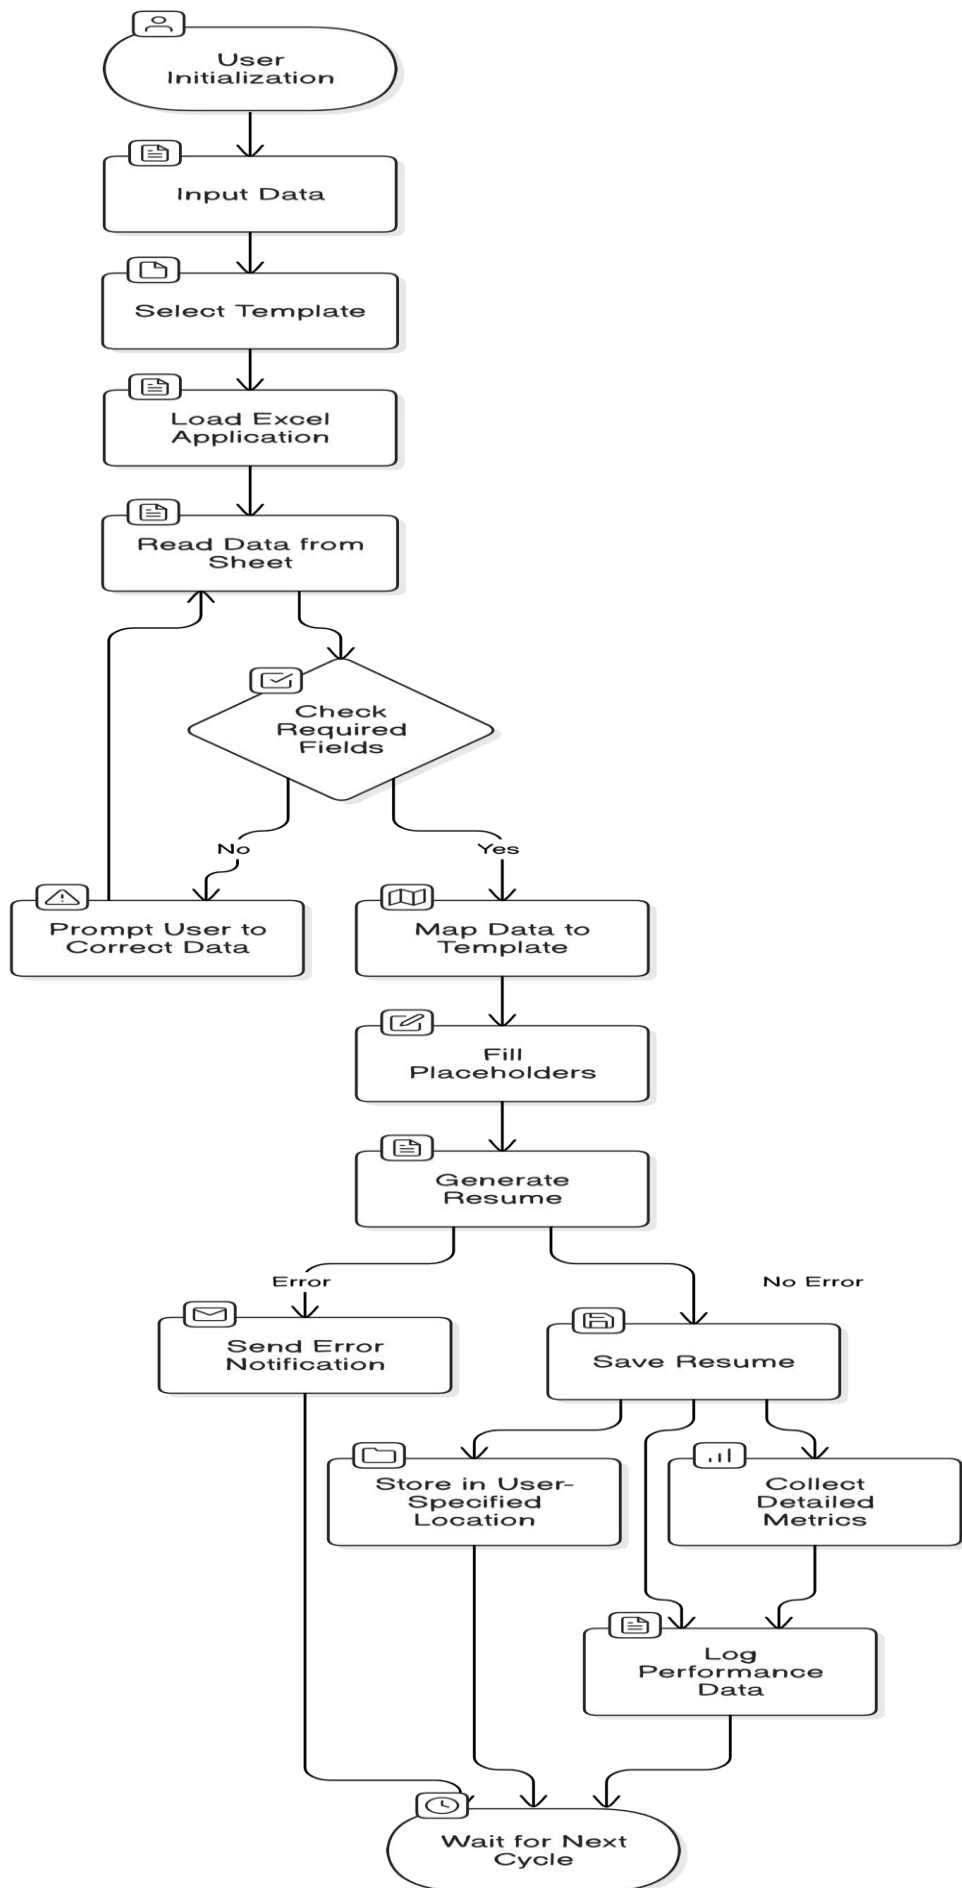 User
Initialization
Input Data
Select Template
Load Excel
Application
Read Data from
Sheet
Check
Required
Fields
No
Yes
Prompt User to
Correct Data
Map Data to
Template
Fill
Placeholders
Generate
Resume
Error
No Error
Send Error
Notification
Save Resume
Store in User-
Specified
Location
Collect
Detailed
Metrics
Log
Performance
Data
Wait for Next
Cycle